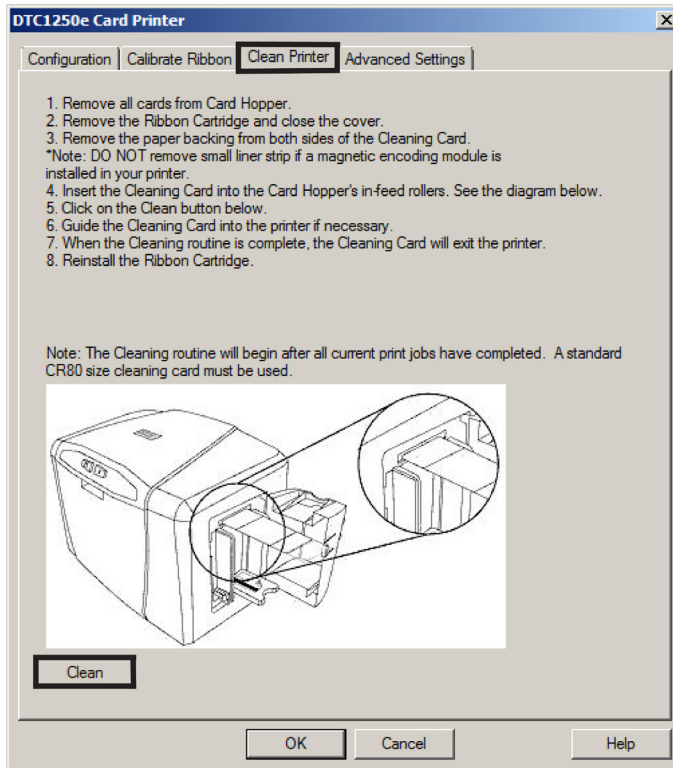 DTC1250e Card Printer
Configuration
Calibrate Ribbon
Clean Printer
Advanced Settings
1. Remove all cards from Card Hopper.
2. Remove the Ribbon Cartridge and close the cover.
3. Remove the paper backing from both sides of the Cleaning Card.
*Note: DO NOT remove small liner strip if a magnetic encoding module is
installed in your printer.
4. Insert the Cleaning Card into the Card Hopper's in-feed rollers. See the diagram below.
5. Click on the Clean button below.
6. Guide the Cleaning Card into the printer if necessary.
7. When the Cleaning routine is complete, the Cleaning Card will exit the printer.
8. Reinstall the Ribbon Cartridge.
Note: The Cleaning routine will begin after all current print jobs have completed. A standard
CR80 size cleaning card must be used.
Clean
OK
Cancel
Help